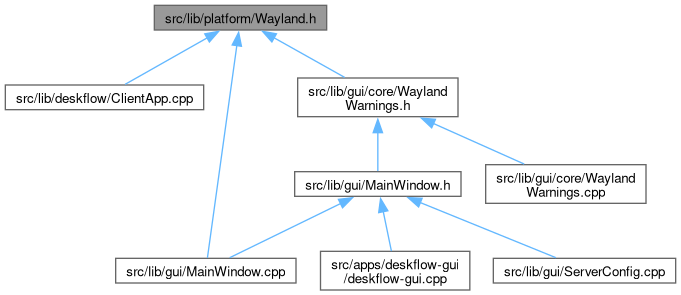 src/lib/platform/Wayland.h
src/lib/deskflow/ClientApp.cpp
src/lib/gui/core/Wayland
Warnings.h
src/lib/gui/MainWindow.h
src/lib/gui/core/Wayland
Warnings.cpp
src/lib/gui/MainWindow.cpp
src/apps/deskflow-gui
/deskflow-gui.cpp
src/lib/gui/ServerConfig.cpp